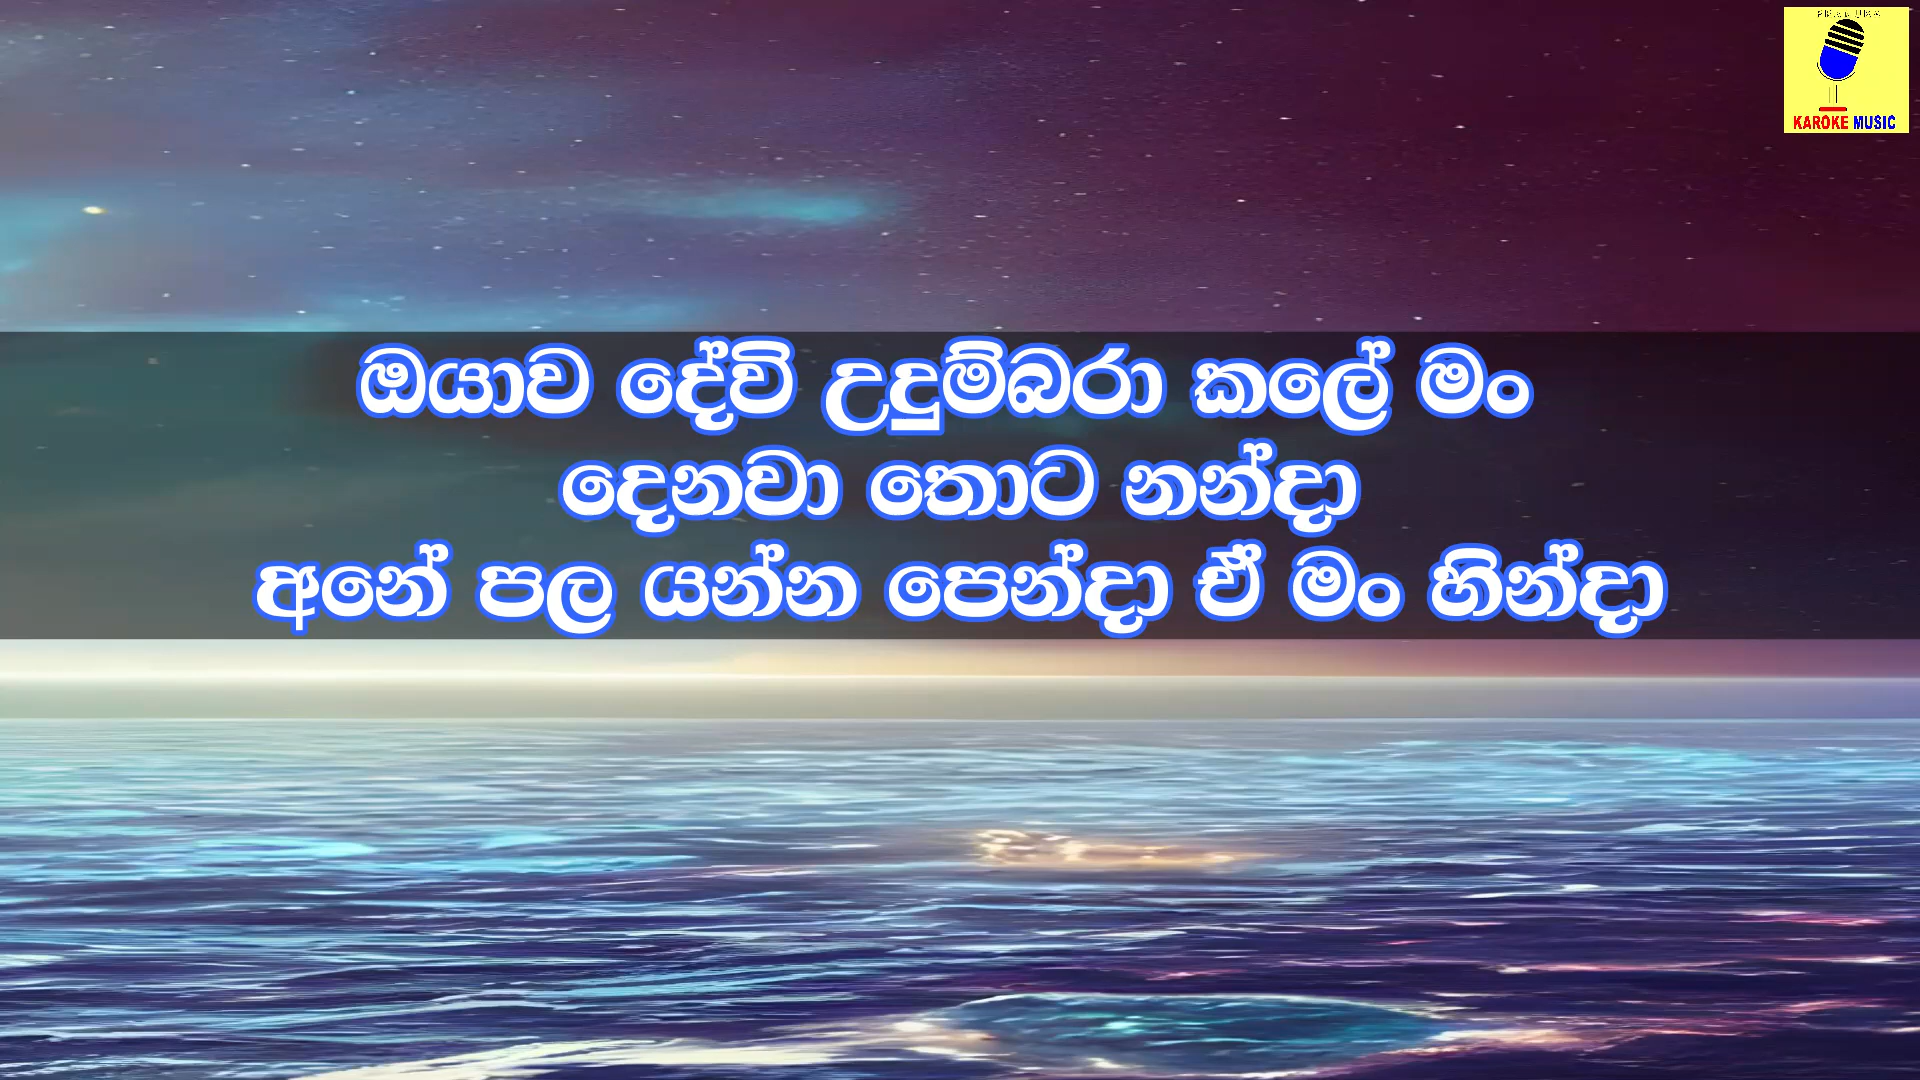 KAROKE MUSIC
ඔයාව දේවි උදුම්බරා කලේ මං
දෙනවා තොට නන්දා
අනේ පල යන්න පෙන්දා ඒ මං හින්දා